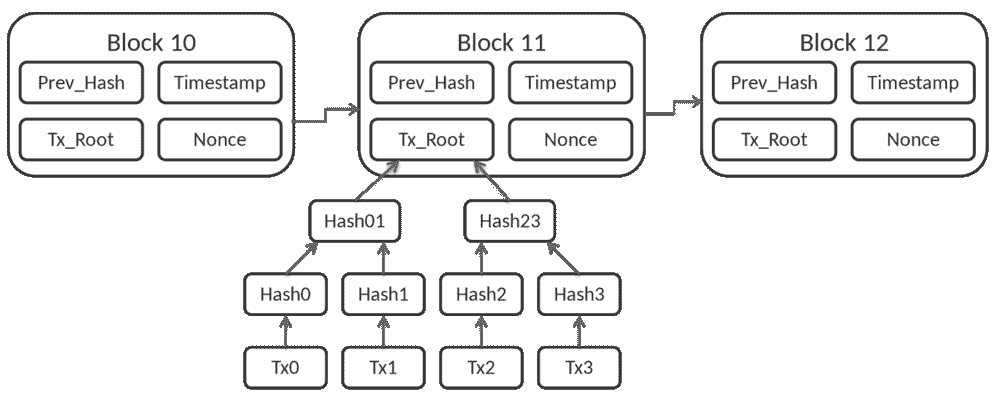 Block 10
Block 11
Block 12
Prev_Hash
Timestamp
Prev_Hash
Timestamp
Prev_Hash
Timestamp
Tx_Root
Nonce
Tx_Root
Nonce
Tx_Root
Nonce
Hash01
Hash23
Hash0
Hash1
Hash2
Hash3
Tx0
Tx1
Tx2
Tx3